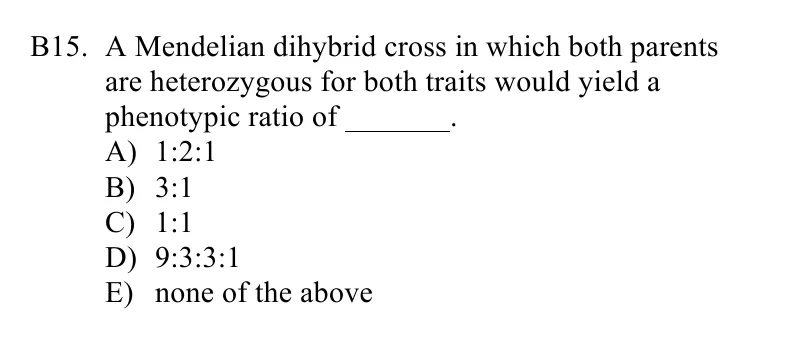 B15. A Mendelian dihybrid cross in which both parents
are heterozygous for both traits would yield a
phenotypic ratio of _______.
A) 1:2:1
B) 3:1
C) 1:1
D) 9:3:3:1
E) none of the above